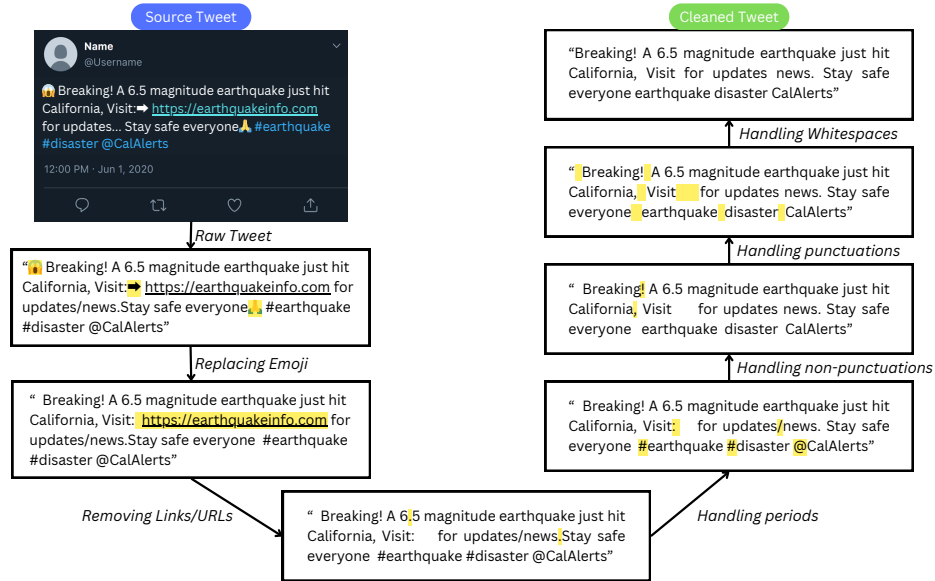 Source Tweet
Name
@Username
😱 Breaking! A 6.5 magnitude earthquake just hit
California, Visit:➡ https://earthquakeinfo.com
for updates... Stay safe everyone🙏 #earthquake
#disaster @CalAlerts
12:00 PM · Jun 1, 2020
Raw Tweet
“😱 Breaking! A 6.5 magnitude earthquake just hit
California, Visit:➡ https://earthquakeinfo.com for
updates/news.Stay safe everyone🙏 #earthquake
#disaster @CalAlerts”
Replacing Emoji
“ Breaking! A 6.5 magnitude earthquake just hit
California, Visit: https://earthquakeinfo.com for
updates/news.Stay safe everyone #earthquake
#disaster @CalAlerts”
Removing Links/URLs
“ Breaking! A 6.5 magnitude earthquake just hit
California, Visit: for updates/news.Stay safe
everyone #earthquake #disaster @CalAlerts”
Handling periods
“ Breaking! A 6.5 magnitude earthquake just hit
California, Visit: for updates/news. Stay safe
everyone #earthquake #disaster @CalAlerts”
Handling non-punctuations
“ Breaking! A 6.5 magnitude earthquake just hit
California, Visit for updates news. Stay safe
everyone earthquake disaster CalAlerts”
Handling punctuations
“ Breaking! A 6.5 magnitude earthquake just hit
California, Visit for updates news. Stay safe
everyone earthquake disaster CalAlerts”
Handling Whitespaces
“Breaking! A 6.5 magnitude earthquake just hit
California, Visit for updates news. Stay safe
everyone earthquake disaster CalAlerts”
Cleaned Tweet